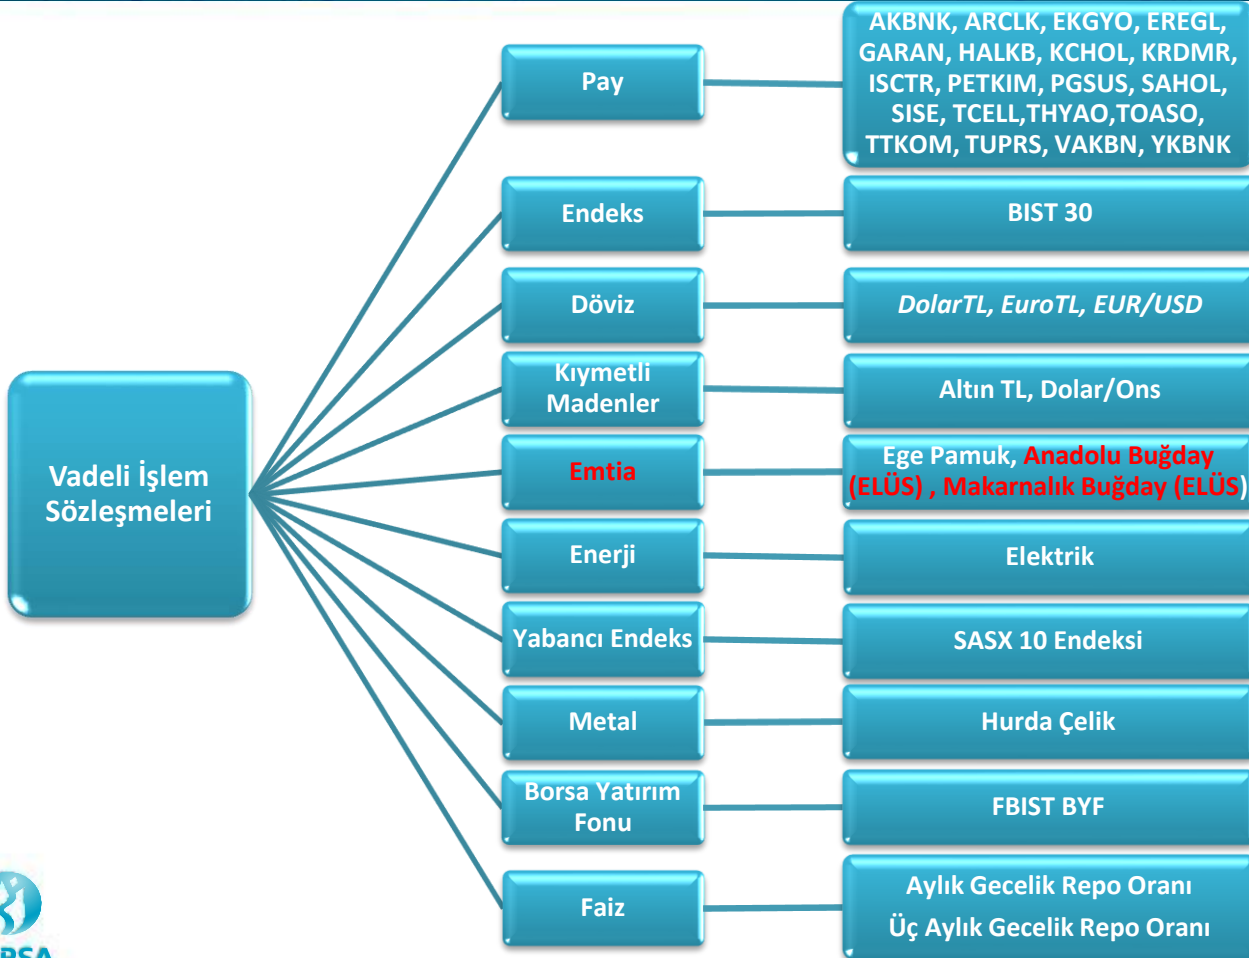 Vadeli İşlem
Sözleşmeleri
Pay
AKBNK, ARCLK, EKGYO, EREGL,
GARAN, HALKB, KCHOL, KRDMR,
ISCTR, PETKIM, PGSUS, SAHOL,
SISE, TCELL,THYAO,TOASO,
TTKOM, TUPRS, VAKBN, YKBNK
Endeks
BIST 30
Döviz
DolarTL, EuroTL, EUR/USD
Kıymetli
Madenler
Altın TL, Dolar/Ons
Emtia
Ege Pamuk, Anadolu Buğday
(ELÜS) , Makarnalık Buğday (ELÜS)
Enerji
Elektrik
Yabancı Endeks
SASX 10 Endeksi
Metal
Hurda Çelik
Borsa Yatırım
Fonu
FBIST BYF
Faiz
Aylık Gecelik Repo Oranı
Üç Aylık Gecelik Repo Oranı